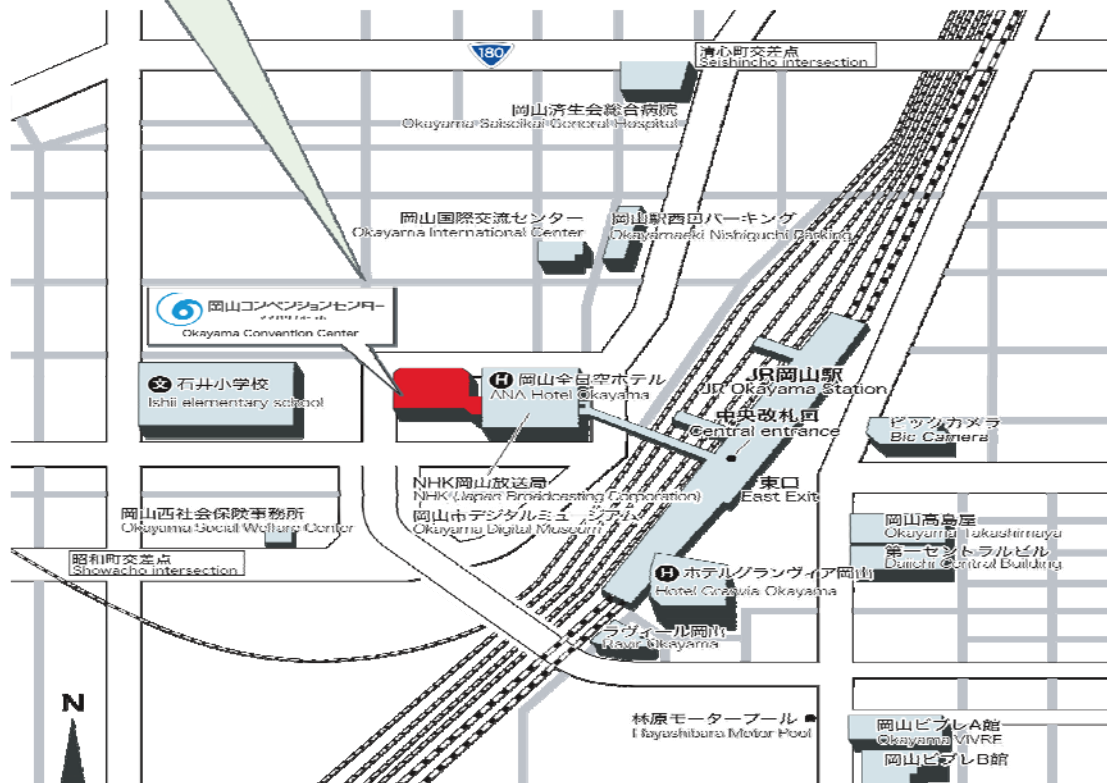 180
清心町交差点
Seishincho intersection
岡山済生会総合病院
Okayama Saiseikai General Hospital
岡山国際交流センター
Okayama International Center
岡山駅西口パーキング
Okayamaeki Nishiguchi Parking
岡山コンベンションセンター
Okayama Convention Center
文 石井小学校
Ishii elementary school
H 岡山全日空ホテル
ANA Hotel Okayama
JR岡山駅
JR Okayama Station
中央改札口
Central entrance
ビックカメラ
Bic Camera
東口
East Exit
NHK岡山放送局
NHK (Japan Broadcasting Corporation)
岡山市デジタルミュージアム
Okayama Digital Museum
岡山西社会保険事務所
Okayama Social Welfare Center
岡山高島屋
Okayama Takashimaya
第一セントラルビル
Daiichi Central Building
昭和町交差点
Showacho intersection
H ホテルグランヴィア岡山
Hotel Granvia Okayama
ラヴィール岡山
Ravir Okayama
N
林原モータープール
Hayashibara Motor Pool
岡山ビブレA館
Okayama VIVRE
岡山ビブレB館